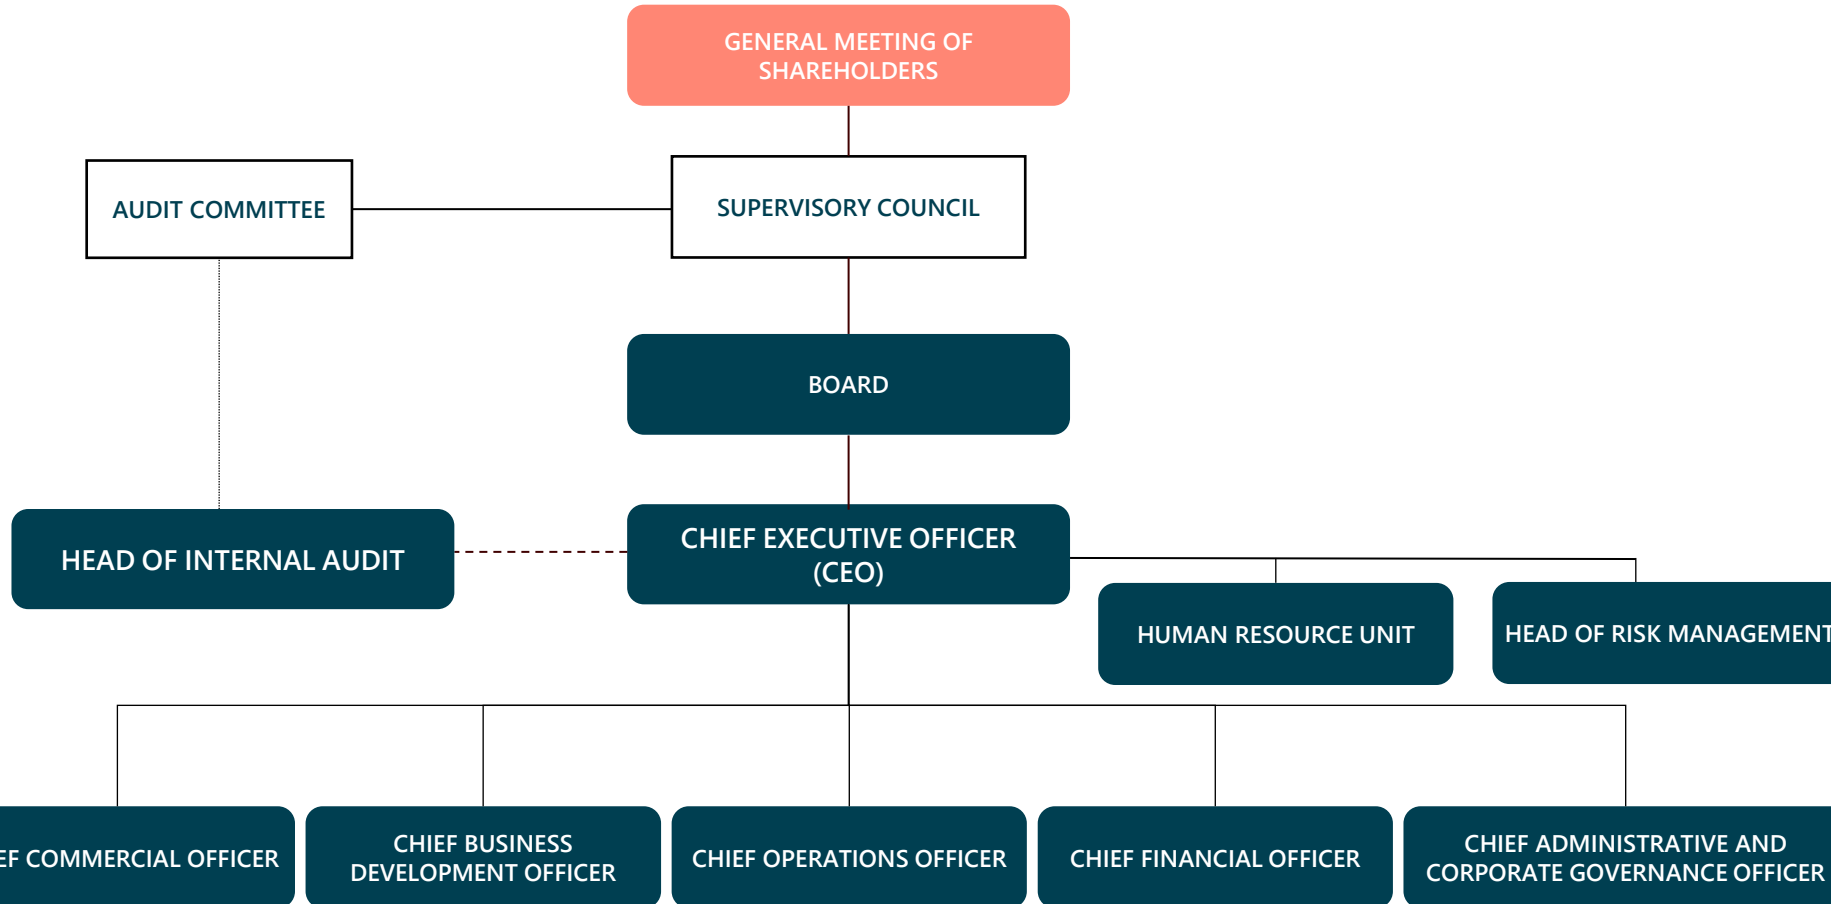 GENERAL MEETING OF
SHAREHOLDERS
AUDIT COMMITTEE
SUPERVISORY COUNCIL
BOARD
HEAD OF INTERNAL AUDIT
CHIEF EXECUTIVE OFFICER
(CEO)
HUMAN RESOURCE UNIT
HEAD OF RISK MANAGEMENT
EF COMMERCIAL OFFICER
CHIEF BUSINESS
DEVELOPMENT OFFICER
CHIEF OPERATIONS OFFICER
CHIEF FINANCIAL OFFICER
CHIEF ADMINISTRATIVE AND
CORPORATE GOVERNANCE OFFICER